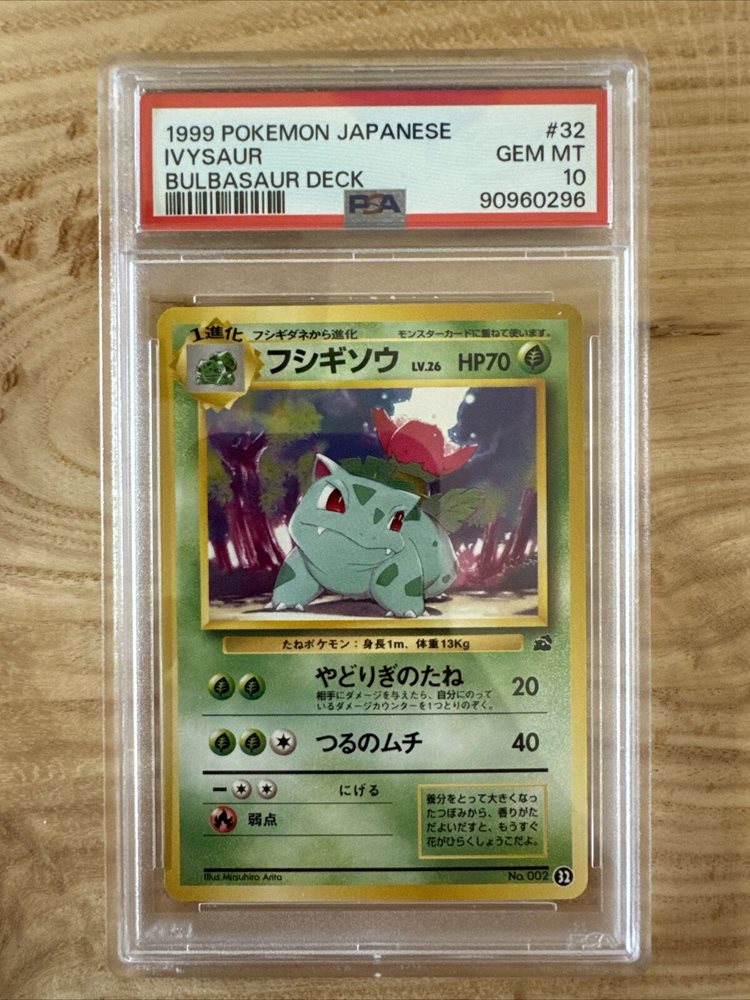 1999 POKEMON JAPANESE #32
IVYSAUR GEM MT
BULBASAUR DECK 10
PSA 90960296
1進化 フシギダネから進化 モンスターカードに重ねて使います。
フシギソウ LV.26 HP70
たねポケモン：身長1m、体重13Kg
やどりぎのたね 20
相手にダメージを与えたら、自分にのって
いるダメージカウンターを1つとりのぞく。
つるのムチ 40
にげる
弱点
養分をとって大きくなっ
たつぼみから、香りがた
だよいだすと、もうすぐ
花がひらくしょうこだよ。
Illus. Mitsuhiro Arita No. 002 32